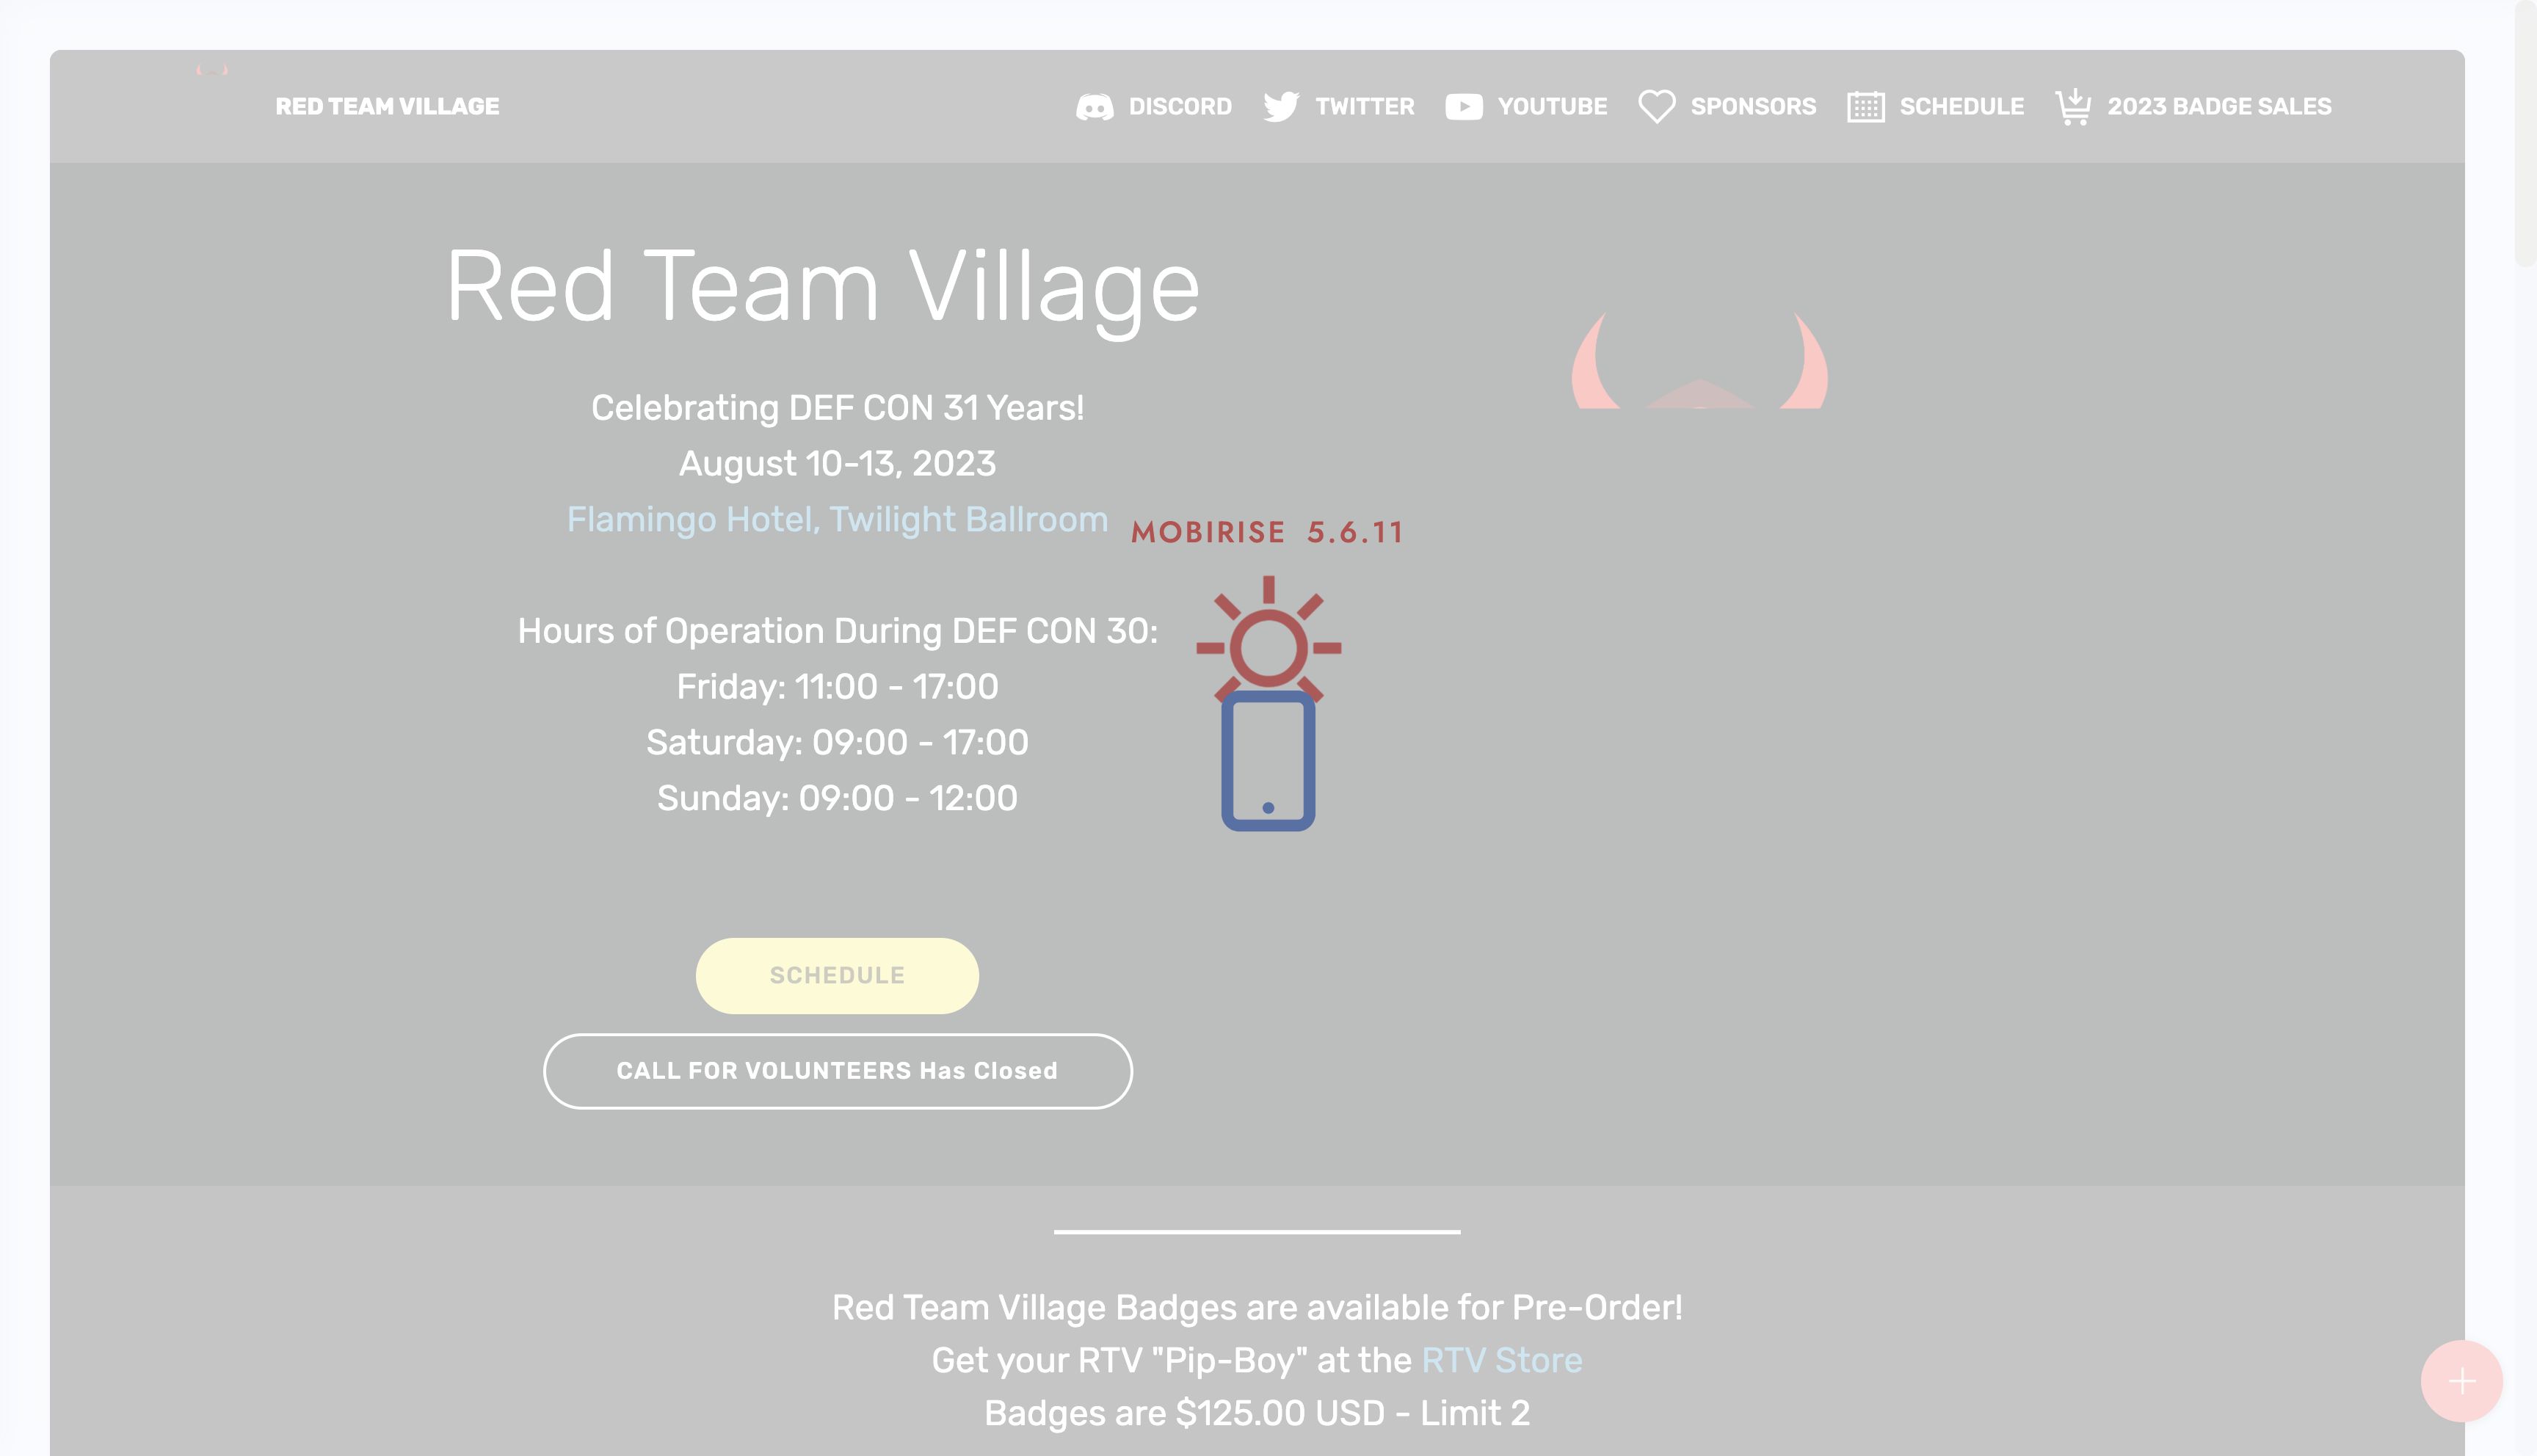 RED TEAM VILLAGE
DISCORD
TWITTER
YOUTUBE
SPONSORS
SCHEDULE
2023 BADGE SALES
Red Team Village
Celebrating DEF CON 31 Years!
August 10-13, 2023
Flamingo Hotel, Twilight Ballroom
MOBIRISE 5.6.11
Hours of Operation During DEF CON 30:
Friday: 11:00 - 17:00
Saturday: 09:00 - 17:00
Sunday: 09:00 - 12:00
SCHEDULE
CALL FOR VOLUNTEERS Has Closed
Red Team Village Badges are available for Pre-Order!
Get your RTV "Pip-Boy" at the RTV Store
Badges are $125.00 USD - Limit 2